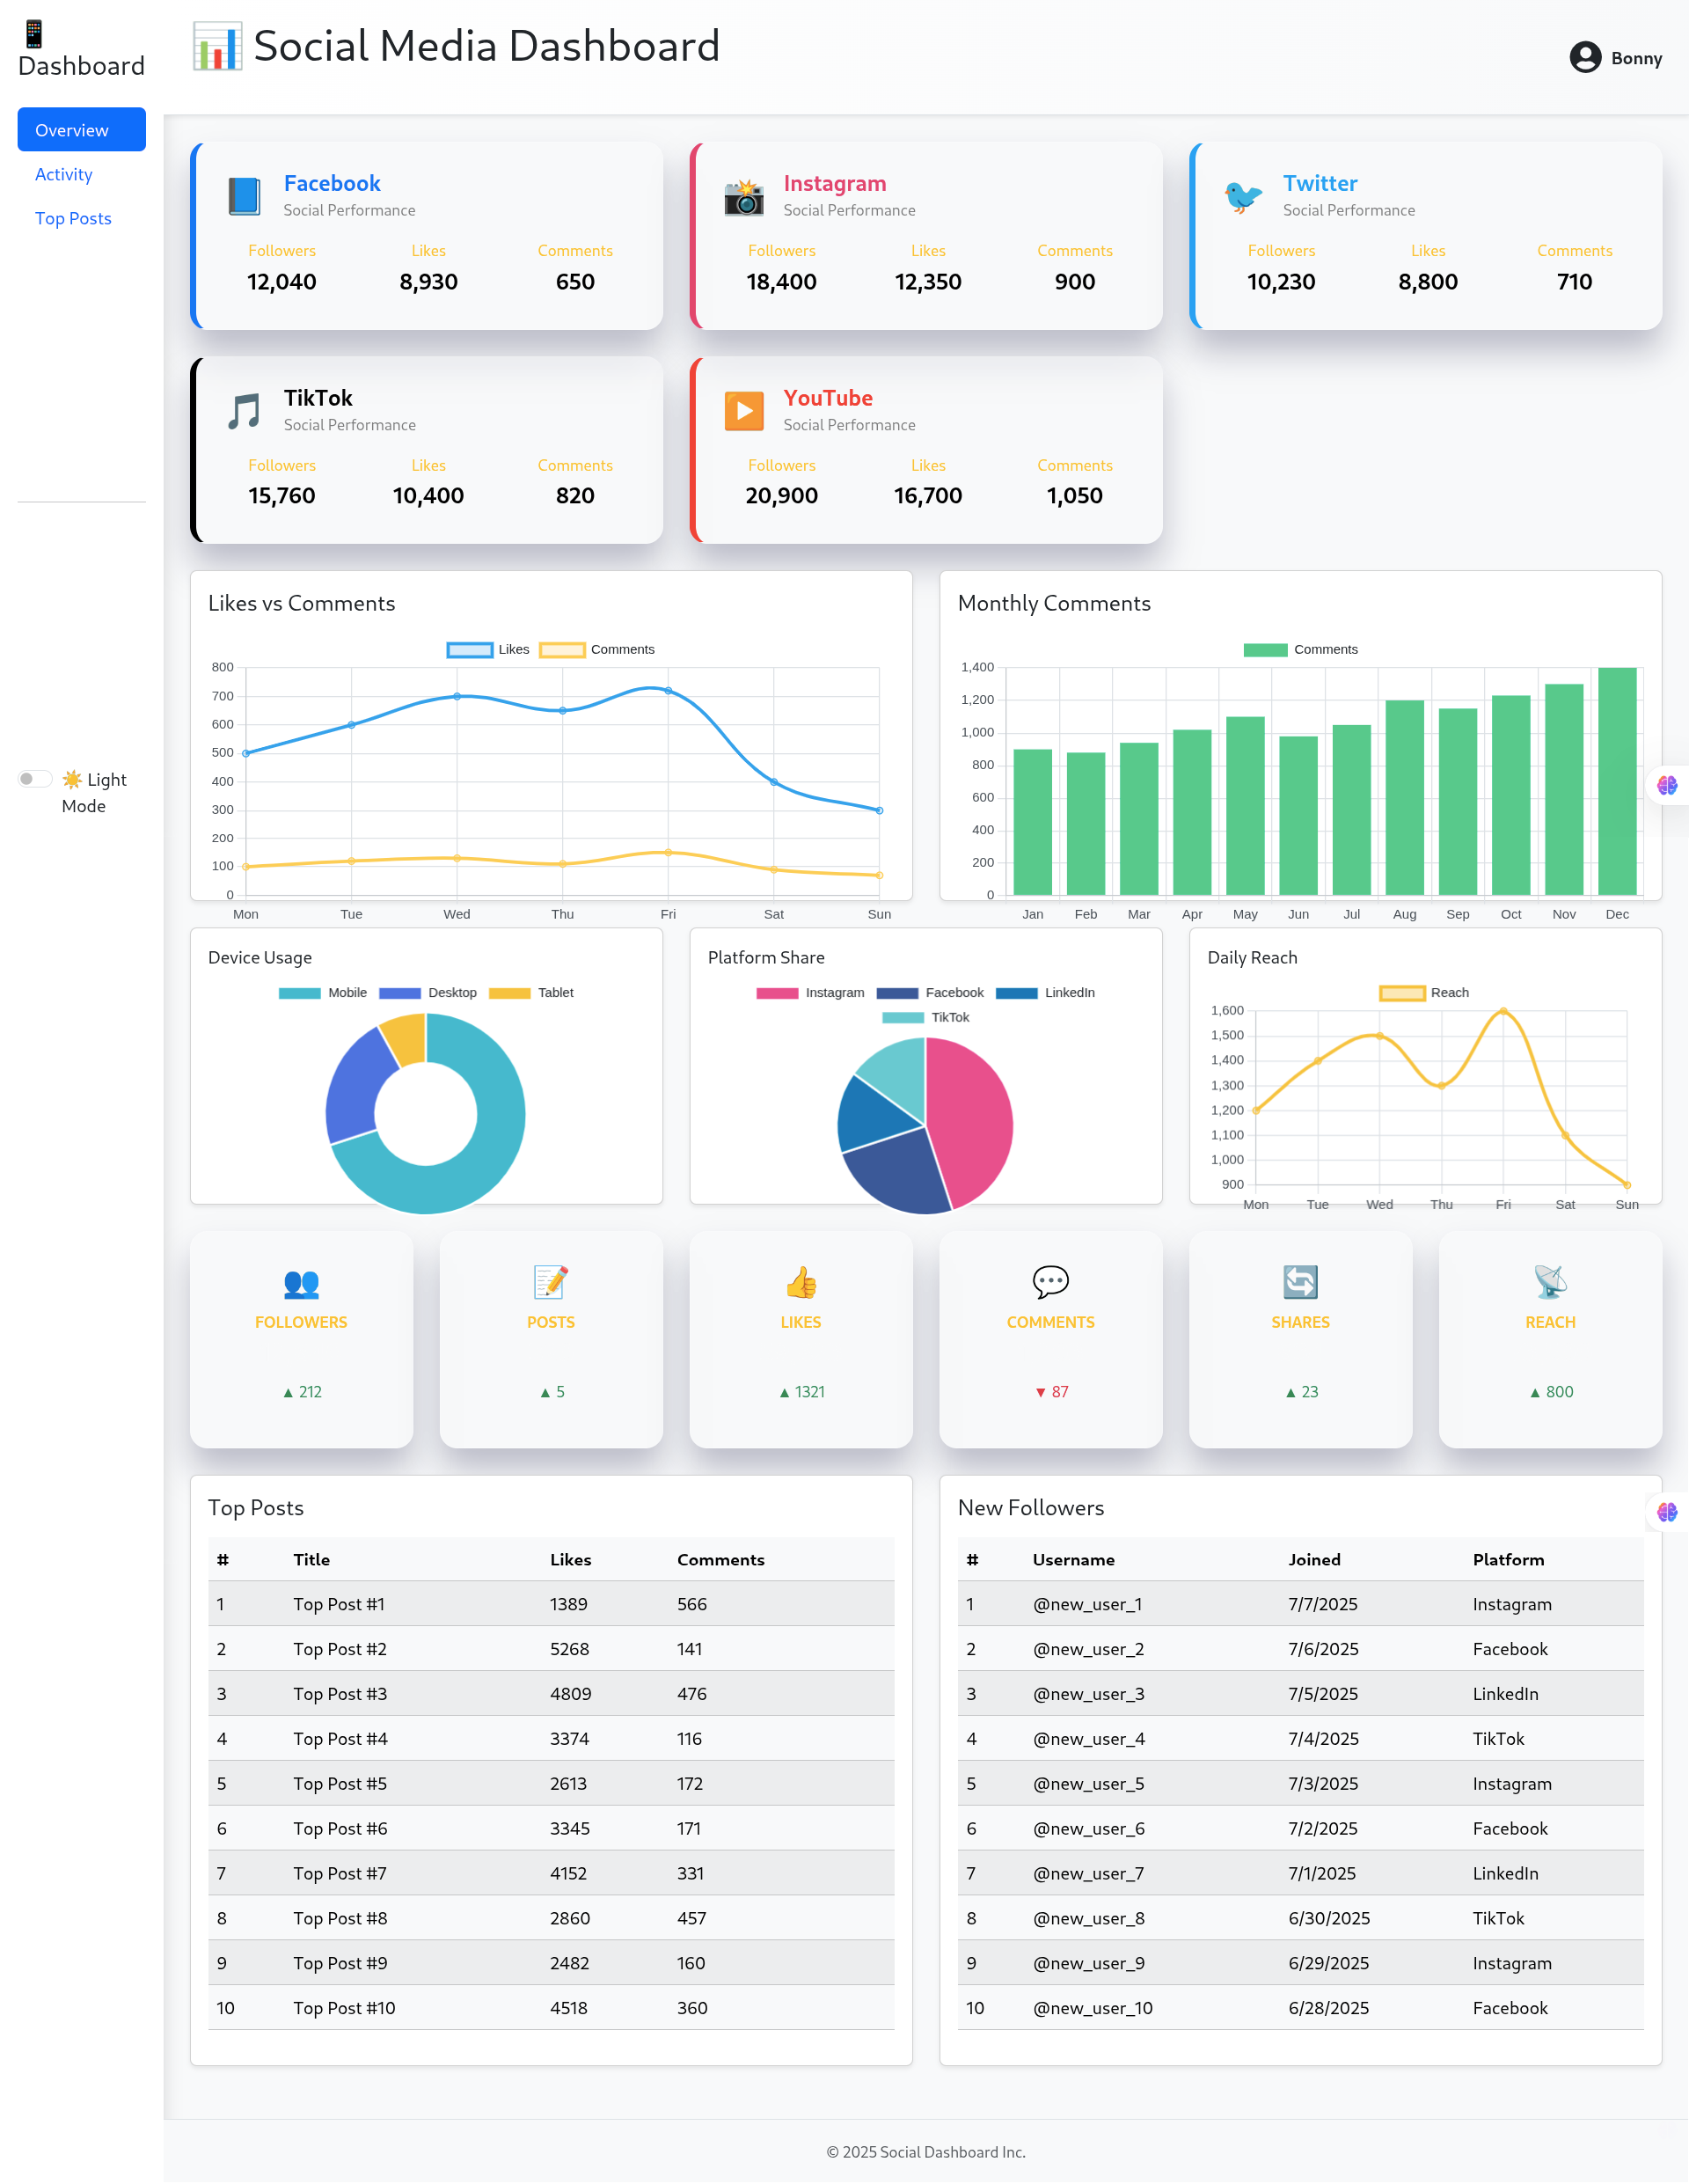 Dashboard
Overview
Activity
Top Posts
☀️ Light
Mode
Social Media Dashboard
Bonny
Facebook
Social Performance
Followers Likes Comments
12,040 8,930 650
Instagram
Social Performance
Followers Likes Comments
18,400 12,350 900
Twitter
Social Performance
Followers Likes Comments
10,230 8,800 710
TikTok
Social Performance
Followers Likes Comments
15,760 10,400 820
YouTube
Social Performance
Followers Likes Comments
20,900 16,700 1,050
Likes vs Comments
Likes Comments
800
700
600
500
400
300
200
100
0
Mon Tue Wed Thu Fri Sat Sun
Monthly Comments
Comments
1,400
1,200
1,000
800
600
400
200
0
Jan Feb Mar Apr May Jun Jul Aug Sep Oct Nov Dec
Device Usage
Mobile Desktop Tablet
Platform Share
Instagram Facebook LinkedIn
TikTok
Daily Reach
Reach
1,600
1,500
1,400
1,300
1,200
1,100
1,000
900
Mon Tue Wed Thu Fri Sat Sun
FOLLOWERS
▲ 212
POSTS
▲ 5
LIKES
▲ 1321
COMMENTS
▼ 87
SHARES
▲ 23
REACH
▲ 800
Top Posts
# Title Likes Comments
1 Top Post #1 1389 566
2 Top Post #2 5268 141
3 Top Post #3 4809 476
4 Top Post #4 3374 116
5 Top Post #5 2613 172
6 Top Post #6 3345 171
7 Top Post #7 4152 331
8 Top Post #8 2860 457
9 Top Post #9 2482 160
10 Top Post #10 4518 360
New Followers
# Username Joined Platform
1 @new_user_1 7/7/2025 Instagram
2 @new_user_2 7/6/2025 Facebook
3 @new_user_3 7/5/2025 LinkedIn
4 @new_user_4 7/4/2025 TikTok
5 @new_user_5 7/3/2025 Instagram
6 @new_user_6 7/2/2025 Facebook
7 @new_user_7 7/1/2025 LinkedIn
8 @new_user_8 6/30/2025 TikTok
9 @new_user_9 6/29/2025 Instagram
10 @new_user_10 6/28/2025 Facebook
© 2025 Social Dashboard Inc.